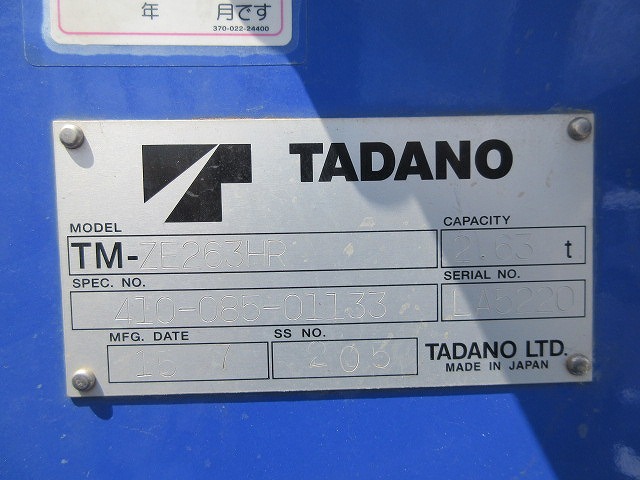 年 月です
370-022-24400
TADANO
MODEL
TM-ZE263HR
CAPACITY
2.63 t
SPEC. NO.
410-085-01133
SERIAL NO.
LA5220
MFG. DATE
15 7
SS NO.
205
TADANO LTD.
MADE IN JAPAN